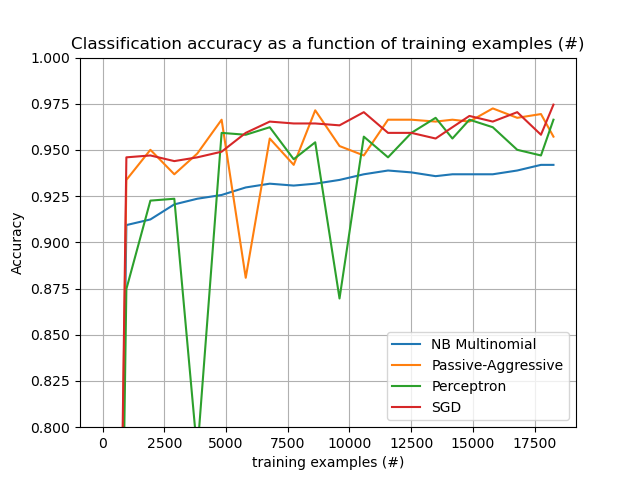 Classification accuracy as a function of training examples (#)
1.000
0.975
0.950
0.925
0.900
0.875
0.850
0.825
0.800
Accuracy
NB Multinomial
Passive-Aggressive
Perceptron
SGD
0 2500 5000 7500 10000 12500 15000 17500
training examples (#)